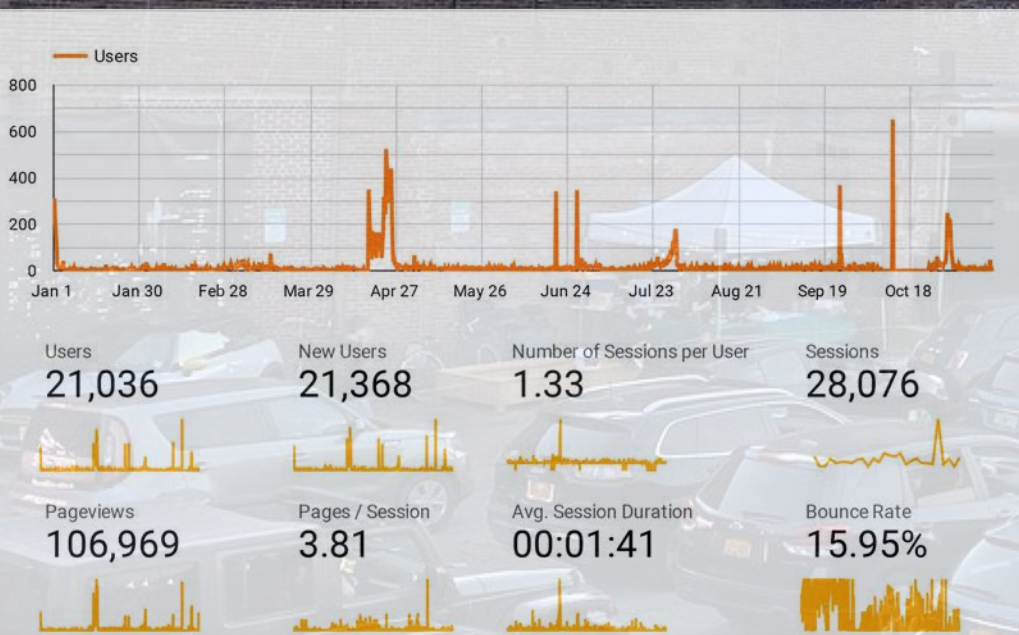 Users
800
600
400
200
0
Jan 1 Jan 30 Feb 28 Mar 29 Apr 27 May 26 Jun 24 Jul 23 Aug 21 Sep 19 Oct 18
Users New Users Number of Sessions per User Sessions
21,036 21,368 1.33 28,076
Pageviews Pages / Session Avg. Session Duration Bounce Rate
106,969 3.81 00:01:41 15.95%